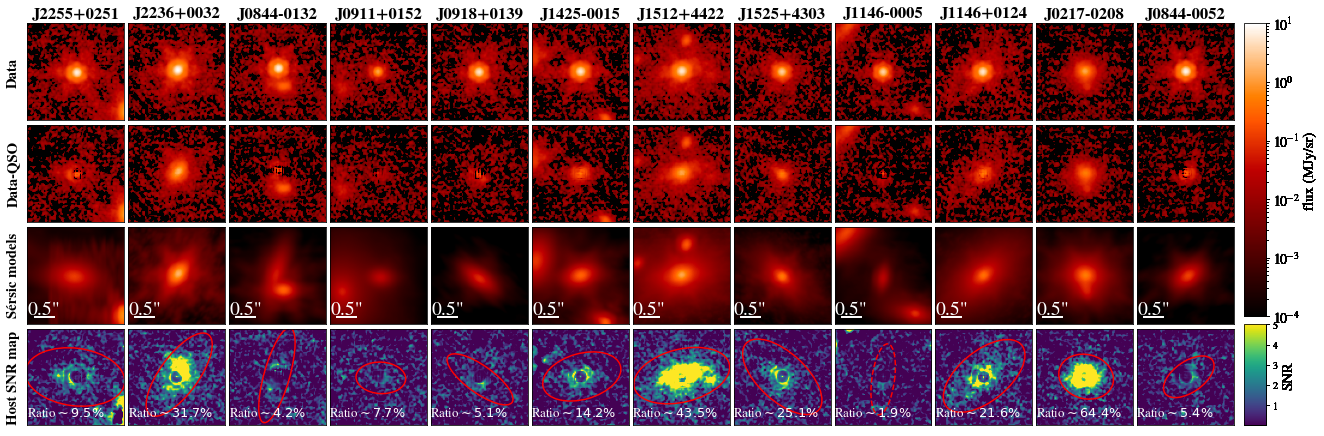 J2255+0251 J2236+0032 J0844-0132 J0911+0152 J0918+0139 J1425-0015 J1512+4422 J1525+4303 J1146-0005 J1146+0124 J0217-0208 J0844-0052
Data
Data-QSO
Sérsic models
0.5" 0.5" 0.5" 0.5" 0.5" 0.5" 0.5" 0.5" 0.5" 0.5" 0.5" 0.5"
Host SNR map
Ratio ~ 9.5% Ratio ~ 31.7% Ratio ~ 4.2% Ratio ~ 7.7% Ratio ~ 5.1% Ratio ~ 14.2% Ratio ~ 43.5% Ratio ~ 25.1% Ratio ~ 1.9% Ratio ~ 21.6% Ratio ~ 64.4% Ratio ~ 5.4%
10¹
10⁰
10⁻¹
10⁻²
10⁻³
10⁻⁴
flux (MJy/sr)
5
4
3
2
1
SNR